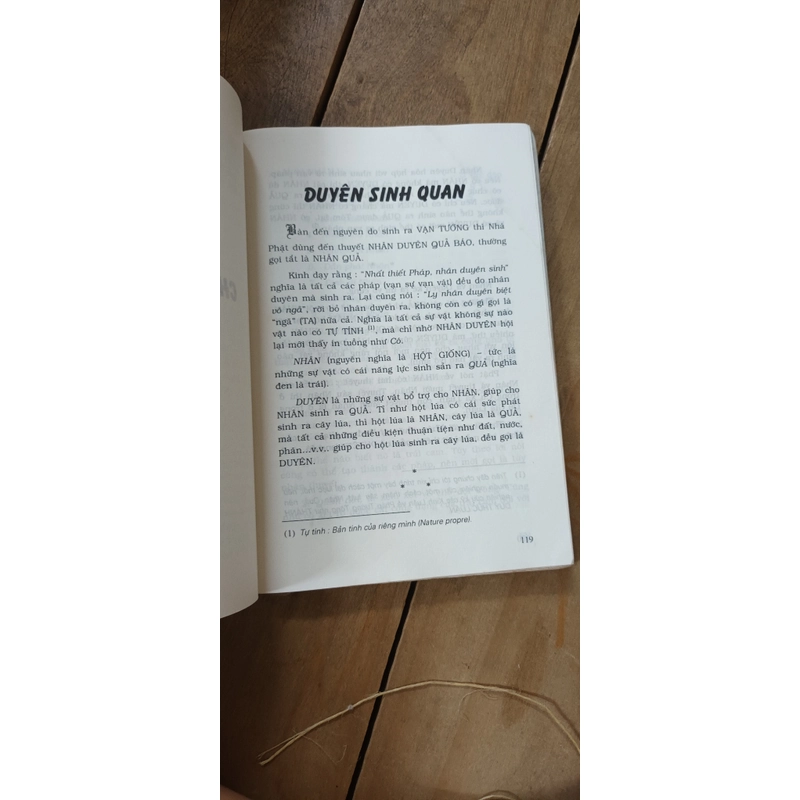 DUYÊN SINH QUAN
Bàn đến nguyên do sinh ra VẠN TƯỢNG thì Nhà
Phật dùng đến thuyết NHÂN DUYÊN QUẢ BÁO, thường
gọi tắt là NHÂN QUẢ.
Kinh dạy rằng : “Nhất thiết Pháp, nhân duyên sinh”
nghĩa là tất cả các pháp (vạn sự vạn vật) đều do nhân
duyên mà sinh ra. Lại cũng nói : “Ly nhân duyên biệt
vô ngã”, rời bỏ nhân duyên ra, không còn có gì gọi là
“ngã” (TA) nữa cả. Nghĩa là tất cả sự vật không sự nào
vật nào có TỰ TÍNH (1), mà chỉ nhờ NHÂN DUYÊN hội
lại mới thấy in tuồng như Có.
NHÂN (nguyên nghĩa là HỘT GIỐNG) – tức là
những sự vật có cái năng lực sinh sản ra QUẢ (nghĩa
đen là trái).
DUYÊN là những sự vật bổ trợ cho NHÂN, giúp cho
NHÂN sinh ra QUẢ. Tỉ như hột lúa có cái sức phát
sinh ra cây lúa, thì hột lúa là NHÂN, cây lúa là QUẢ,
mà tất cả những điều kiện thuận tiện như đất, nước,
phân...v.v.. giúp cho hột lúa sinh ra cây lúa, đều gọi là
DUYÊN.
(1) Tự tính : Bản tính của riêng mình (Nature propre).
119